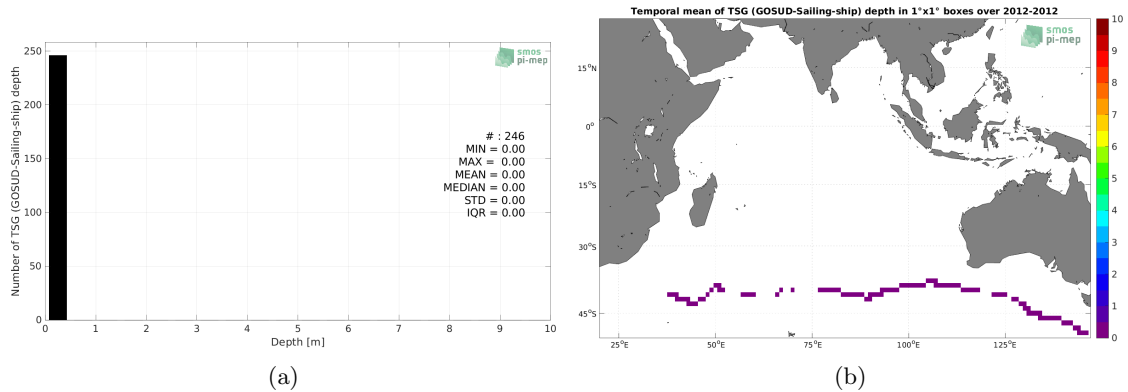 250
200
150
100
50
0
Number of TSG (GOSUD-Sailing-ship) depth
smos
pi-mep
# : 246
MIN = 0.00
MAX = 0.00
MEAN = 0.00
MEDIAN = 0.00
STD = 0.00
IQR = 0.00
0 1 2 3 4 5 6 7 8 9 10
Depth [m]
(a)
Temporal mean of TSG (GOSUD-Sailing-ship) depth in 1°x1° boxes over 2012-2012
smos
pi-mep
15°N
0°
15°S
30°S
45°S
25°E 50°E 75°E 100°E 125°E
10
9
8
7
6
5
4
3
2
1
0
(b)